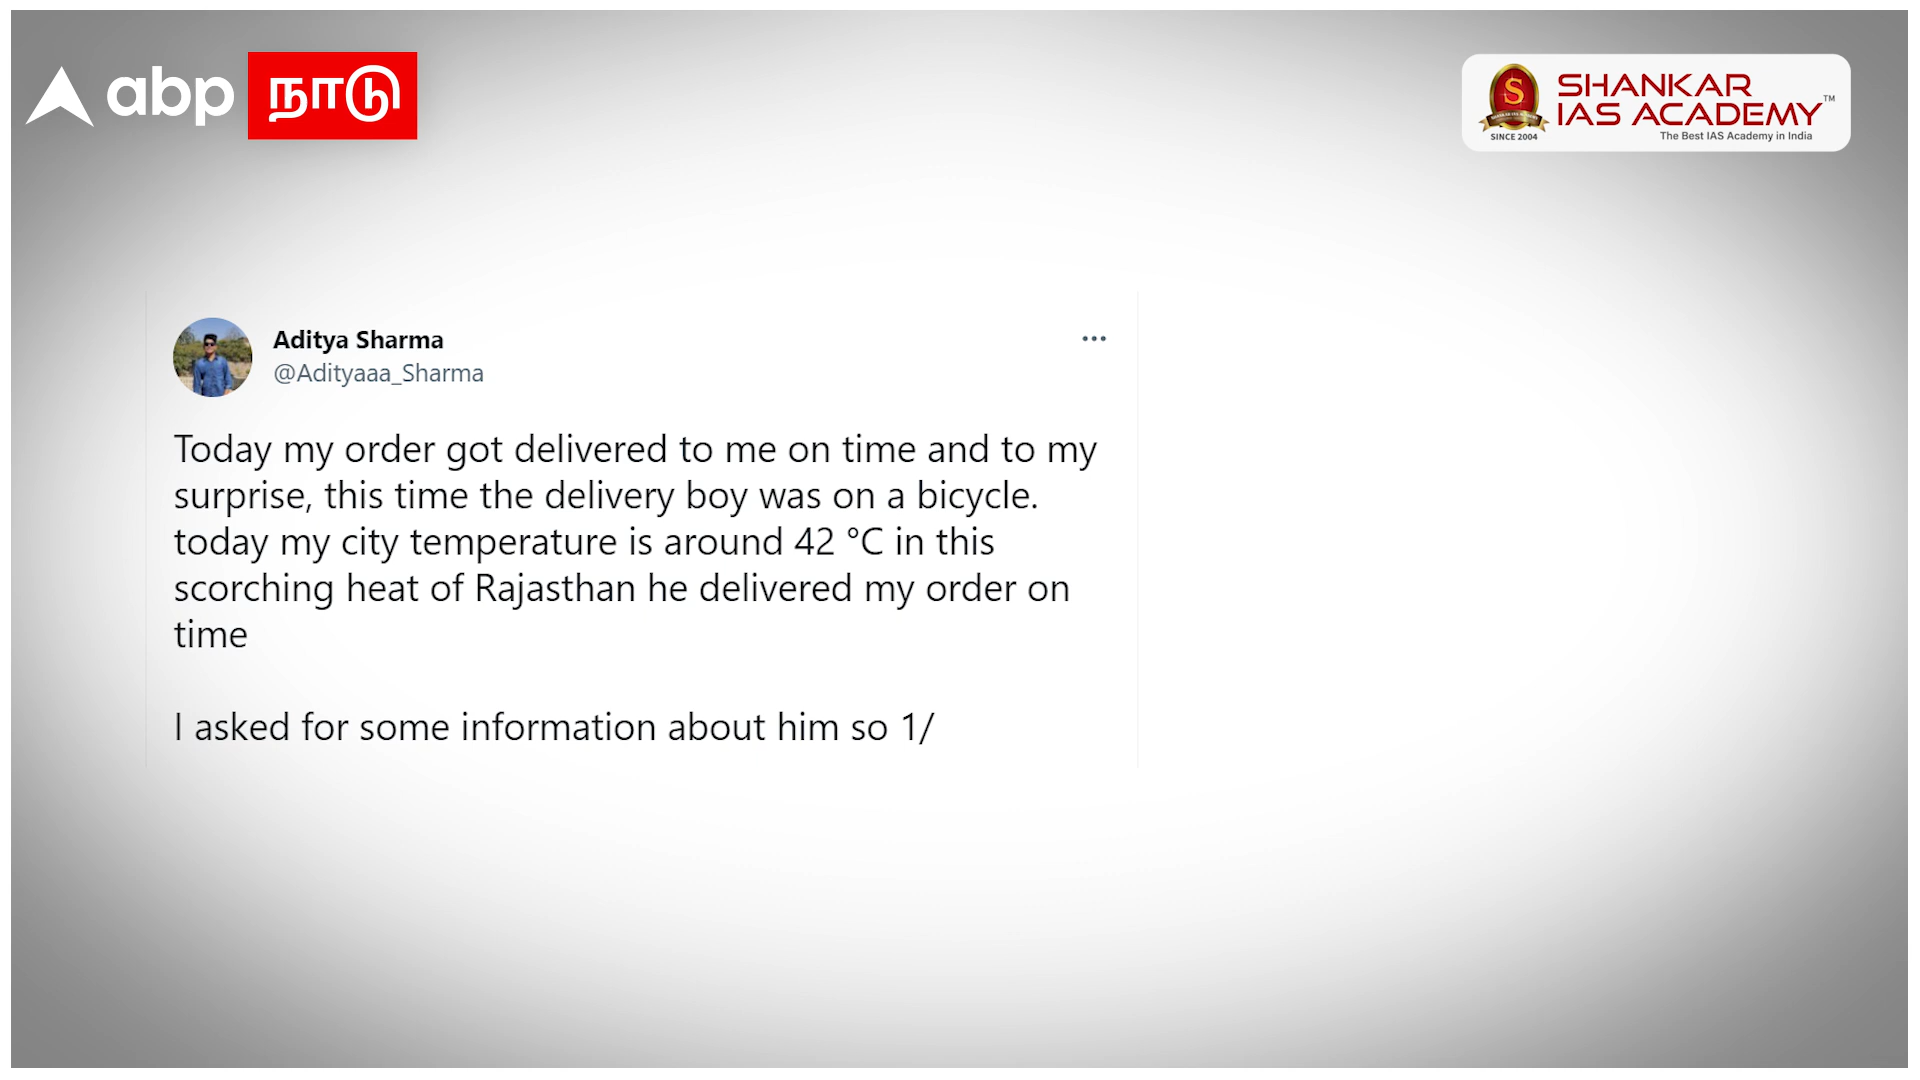 abp நாடு
S
SHANKAR IAS ACADEMY
SINCE 2004
SHANKAR
IAS ACADEMY™
The Best IAS Academy in India
Aditya Sharma
@Adityaaa_Sharma
Today my order got delivered to me on time and to my
surprise, this time the delivery boy was on a bicycle.
today my city temperature is around 42 °C in this
scorching heat of Rajasthan he delivered my order on
time
I asked for some information about him so 1/